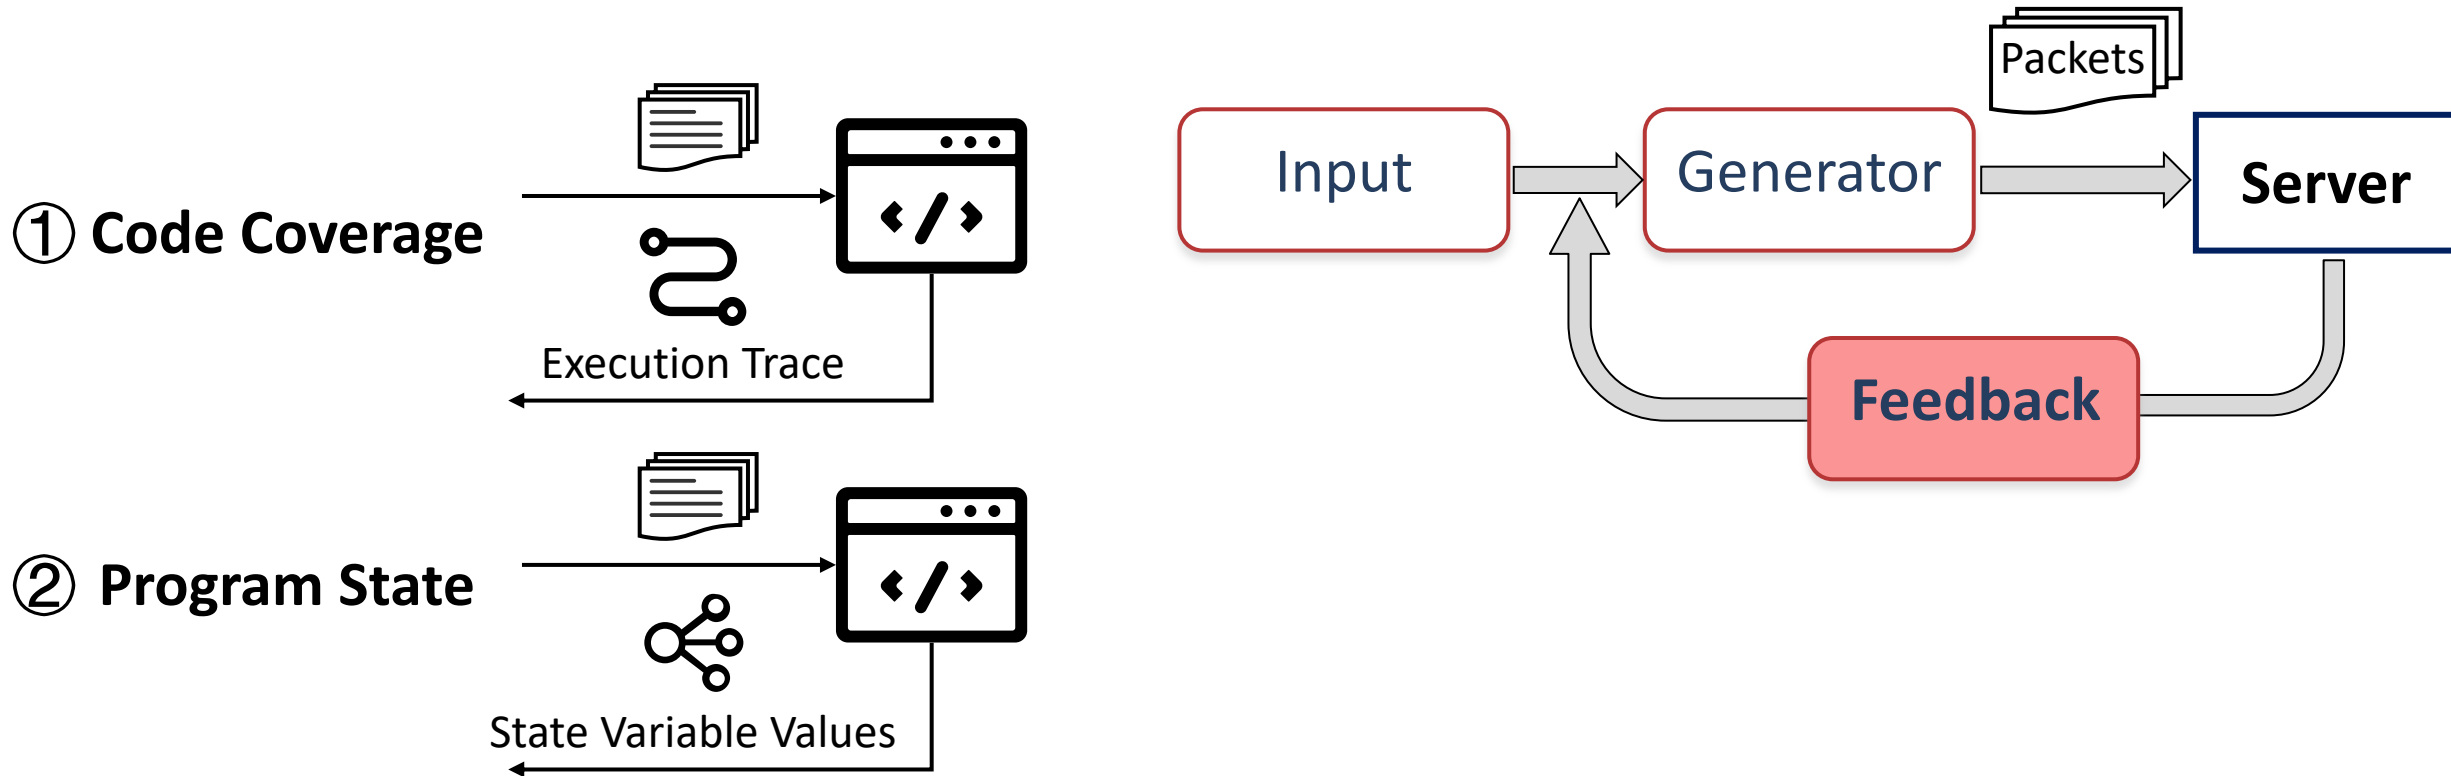 ① Code Coverage
Execution Trace
② Program State
State Variable Values
Packets
Input
Generator
Server
Feedback